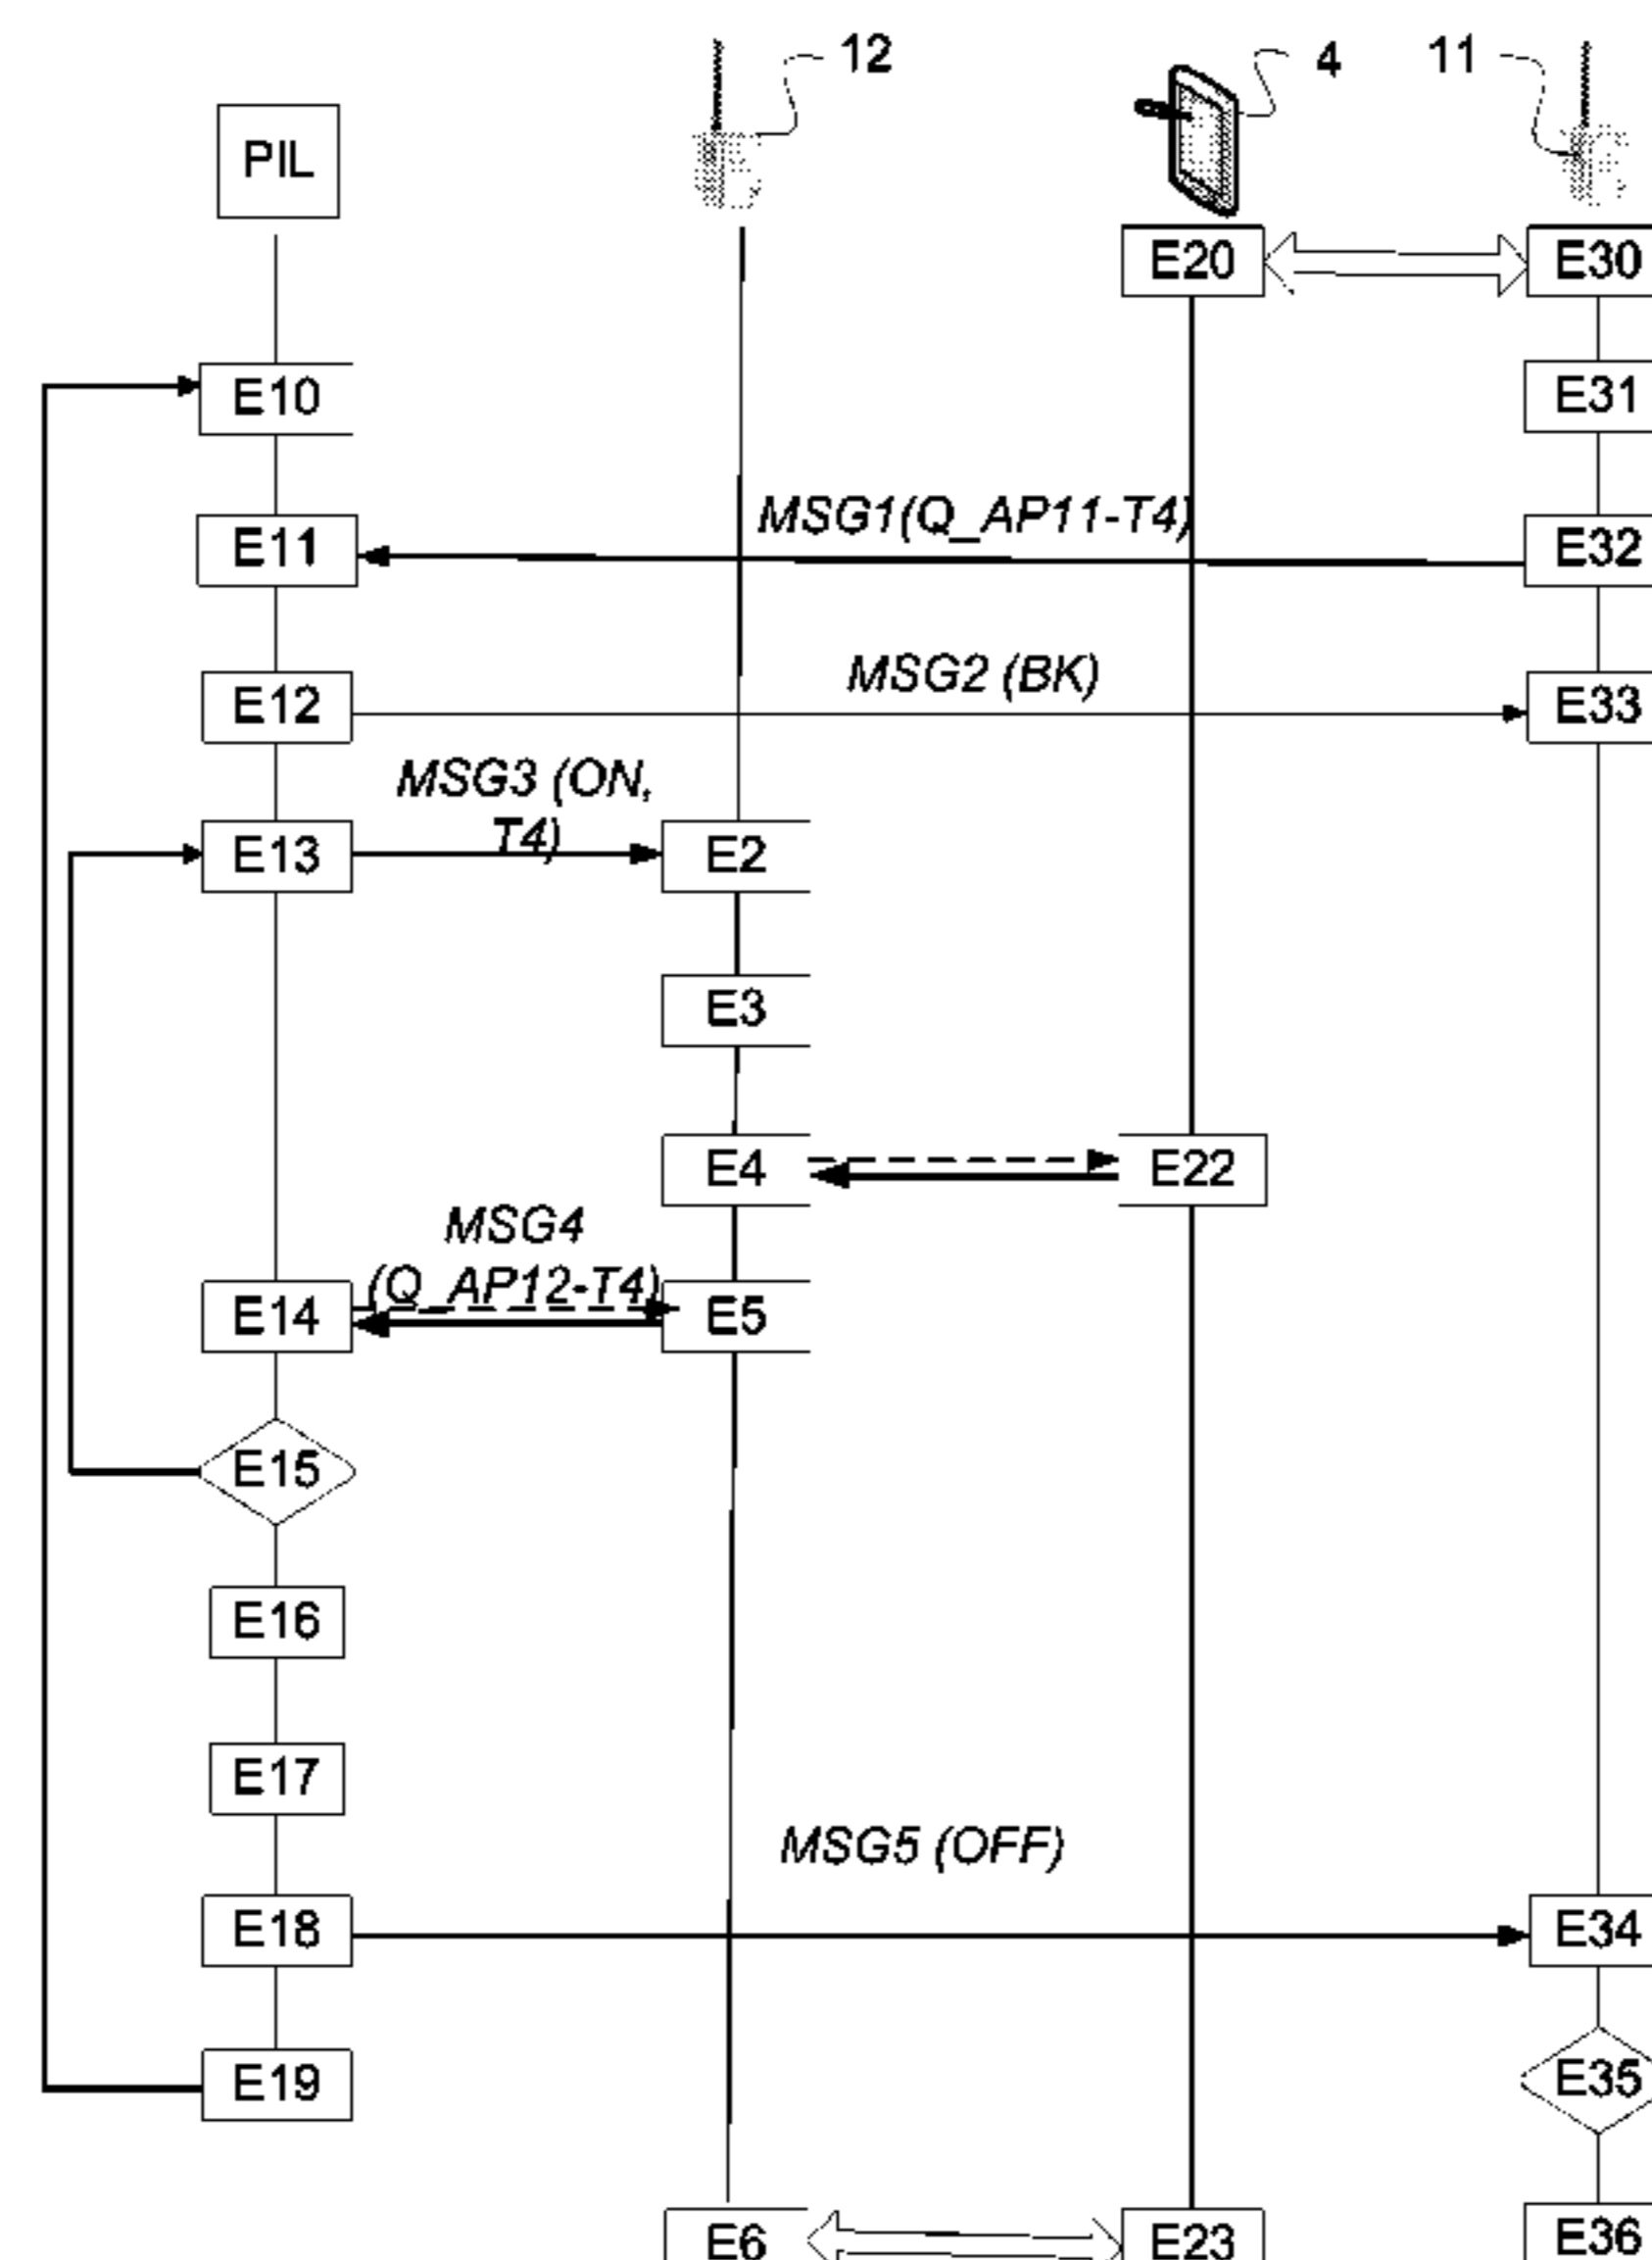 12
4
11
PIL
E20
E30
E10
E31
MSG1(Q_AP11-T4)
E11
E32
MSG2 (BK)
E12
E33
MSG3 (ON,
T4)
E13
E2
E3
E4
E22
MSG4
(Q_AP12-T4)
E14
E5
E15
E16
E17
MSG5 (OFF)
E18
E34
E19
E35
E6
E23
E36